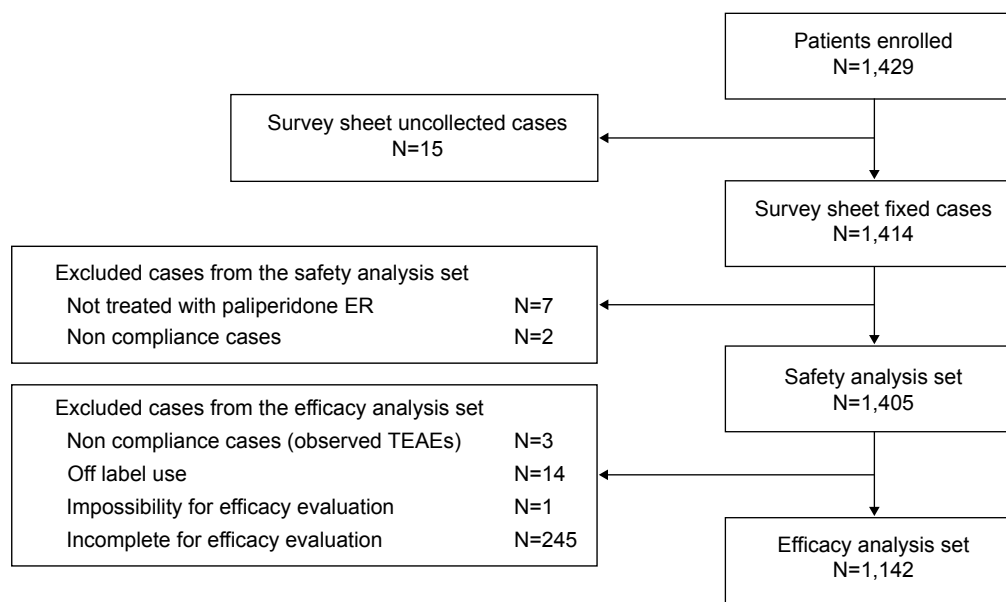 Patients enrolled
N=1,429
Survey sheet uncollected cases
N=15
Survey sheet fixed cases
N=1,414
Excluded cases from the safety analysis set
Not treated with paliperidone ER N=7
Non compliance cases N=2
Safety analysis set
N=1,405
Excluded cases from the efficacy analysis set
Non compliance cases (observed TEAEs) N=3
Off label use N=14
Impossibility for efficacy evaluation N=1
Incomplete for efficacy evaluation N=245
Efficacy analysis set
N=1,142